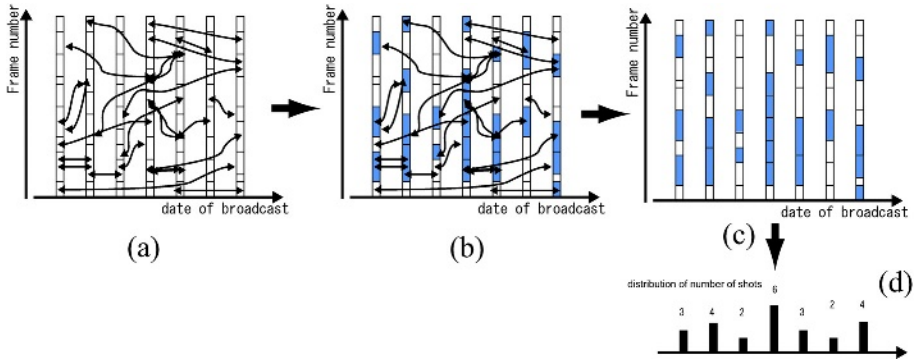 Frame number
date of broadcast
(a)
Frame number
date of broadcast
(b)
Frame number
date of broadcast
(c)
(d)
distribution of number of shots
3 4 2 6 3 2 4